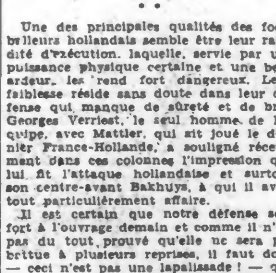 Une des principales qualités des foo
balleurs hollandais semble être leur ra
dité d'exécution. laquelle, servie par u
puissance physique certaine et une b
ardeur, les rend fort dangereux. L
faiblesse réside sans doute dans leur d
fense qui manque de sûreté et de b
Georges Verriest, le seul homme de l
quipe, avec Mattler, qui ait joué le d
nier France-Hollande, a souligné réce
ment dans ces colonnes l'impression q
lui fit l'attaque hollandaise et surto
son centre-avant Bakhuys, à qui il av
tout particulièrement affaire.
Il est certain que notre défense se
fort à l'ouvrage demain et comme il n'
pas du tout prouvé qu'elle ne sera p
battue à plusieurs reprises, il faut do
— ceci n'est pas une lapalissade ! —